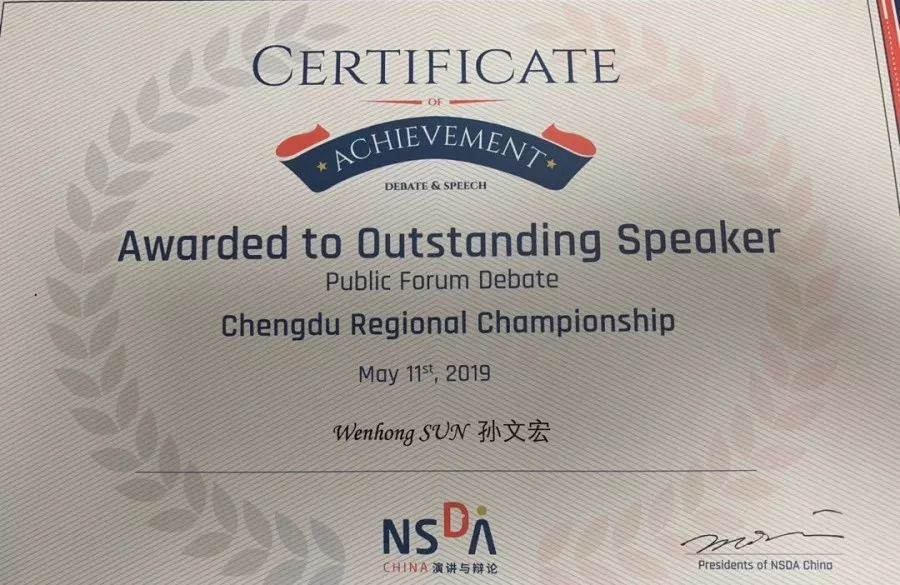 CERTIFICATE
OF
ACHIEVEMENT
DEBATE & SPEECH
Awarded to Outstanding Speaker
Public Forum Debate
Chengdu Regional Championship
May 11st, 2019
Wenhong SUN 孙文宏
NSDA
CHINA 演讲与辩论
Presidents of NSDA China